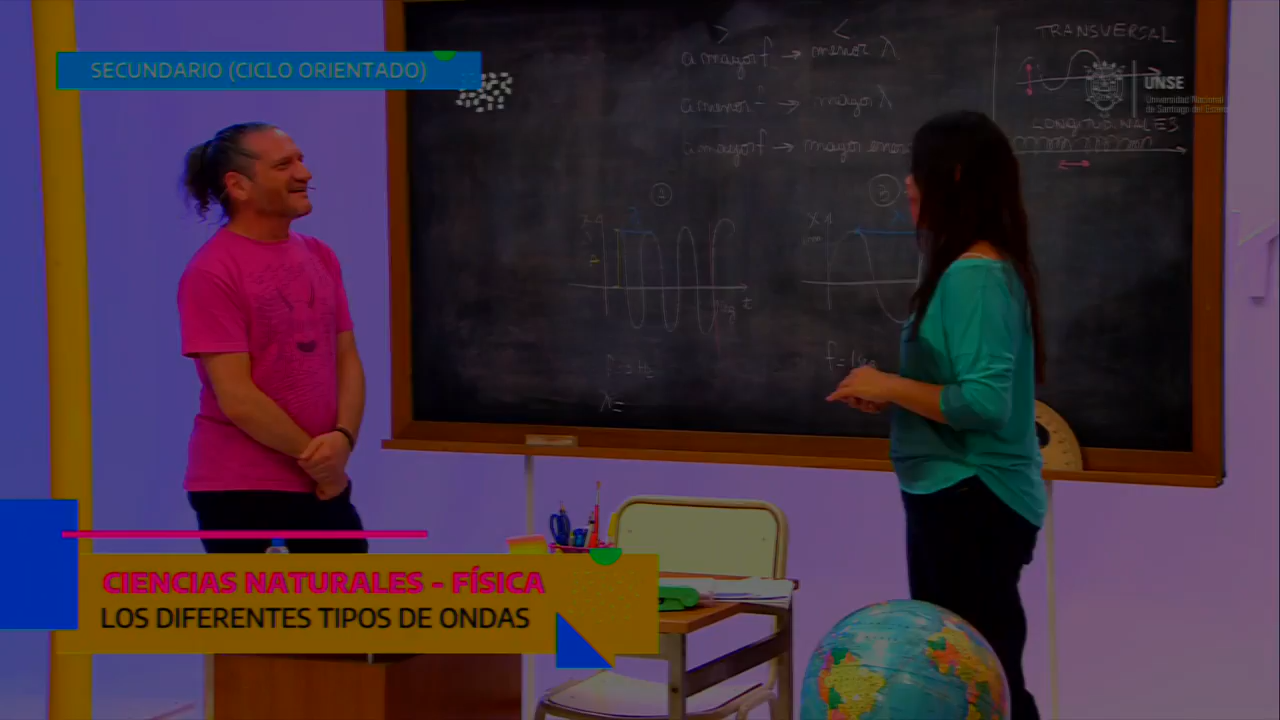 SECUNDARIO (CICLO ORIENTADO)
a mayor f → menor λ
a menor " → mayor λ
a mayor f → mayor
TRANSVERSAL
UNSE
Universidad Nacional
de Santiago del Estero
LONGITUDINALES
λ=
CIENCIAS NATURALES - FÍSICA
LOS DIFERENTES TIPOS DE ONDAS